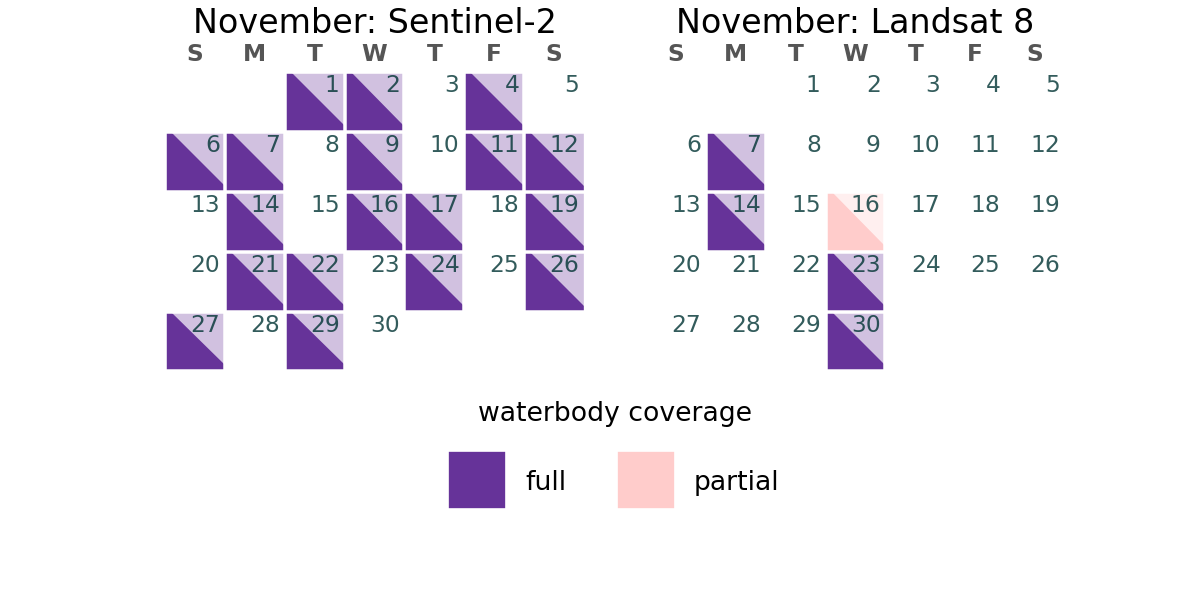 November: Sentinel-2
S M T W T F S
1 2 3 4 5
6 7 8 9 10 11 12
13 14 15 16 17 18 19
20 21 22 23 24 25 26
27 28 29 30
November: Landsat 8
S M T W T F S
1 2 3 4 5
6 7 8 9 10 11 12
13 14 15 16 17 18 19
20 21 22 23 24 25 26
27 28 29 30
waterbody coverage
full partial